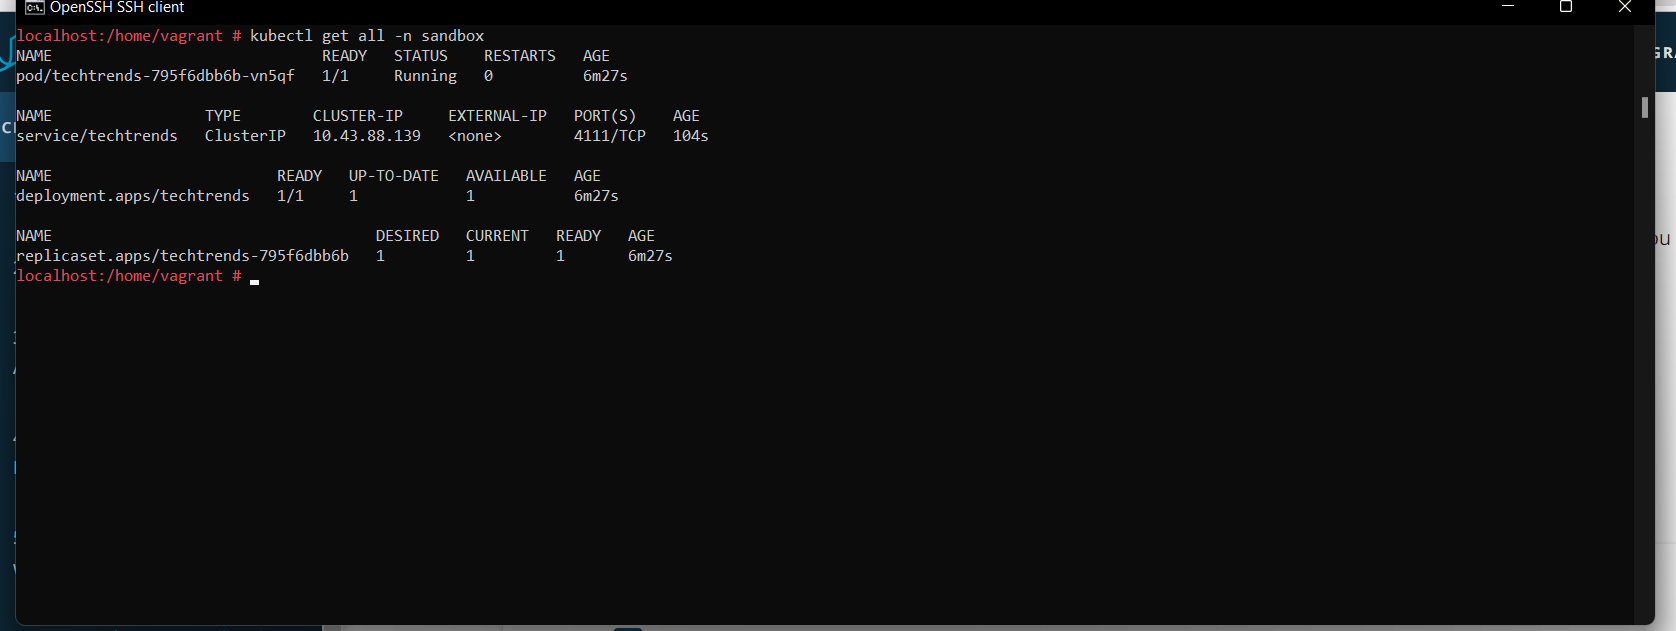 OpenSSH SSH client
localhost:/home/vagrant # kubectl get all -n sandbox
NAME READY STATUS RESTARTS AGE
pod/techtrends-795f6dbb6b-vn5qf 1/1 Running 0 6m27s
NAME TYPE CLUSTER-IP EXTERNAL-IP PORT(S) AGE
service/techtrends ClusterIP 10.43.88.139 <none> 4111/TCP 104s
NAME READY UP-TO-DATE AVAILABLE AGE
deployment.apps/techtrends 1/1 1 1 6m27s
NAME DESIRED CURRENT READY AGE
replicaset.apps/techtrends-795f6dbb6b 1 1 1 6m27s
localhost:/home/vagrant #